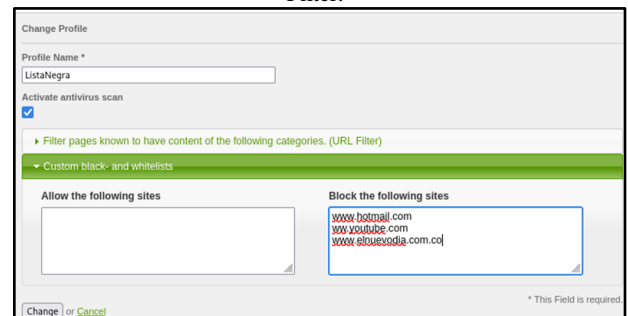 Change Profile
Profile Name *
ListaNegra
Activate antivirus scan
Filter pages known to have content of the following categories. (URL Filter)
Custom black- and whitelists
Allow the following sites
Block the following sites
www.hotmail.com
ww.youtube.com
www.elnuevodia.com.co
* This Field is required.
Change or Cancel